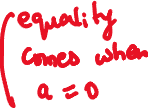 equality
comes when
a = 0